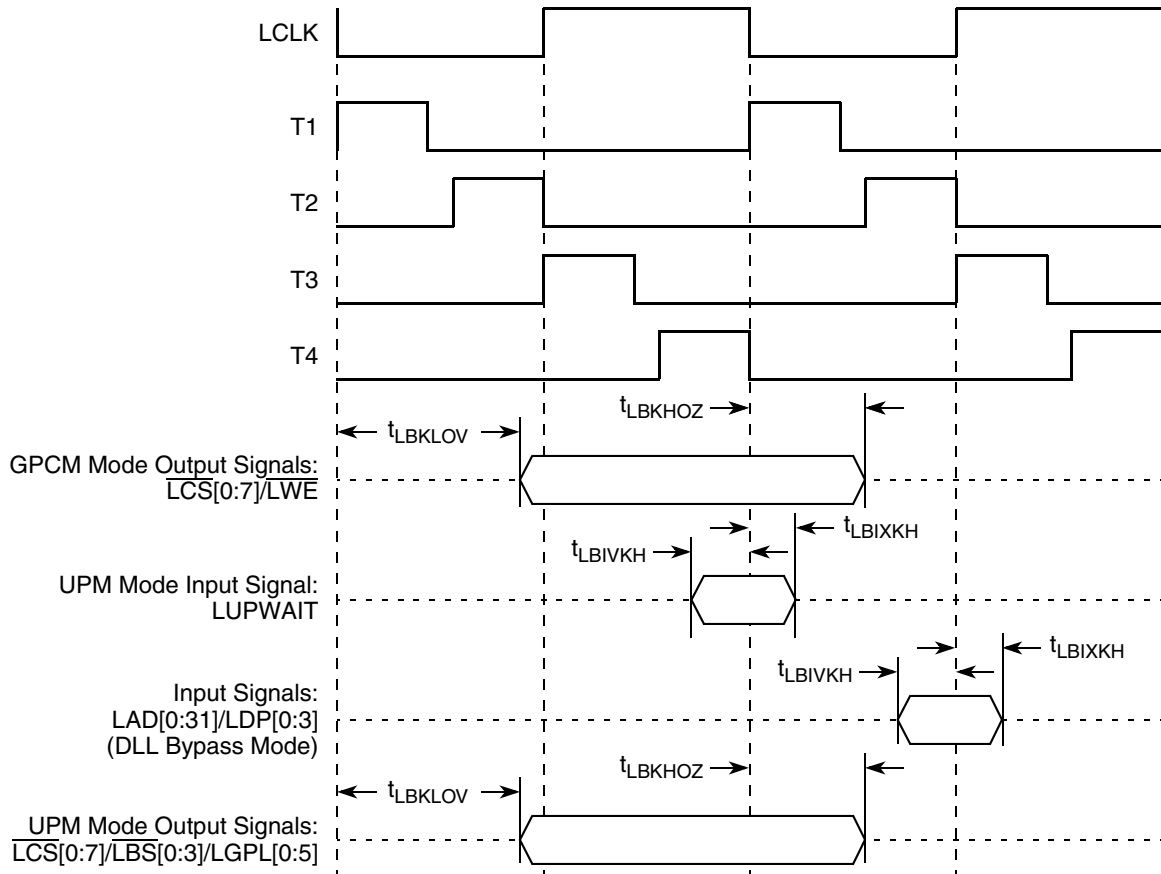 LCLK
T1
T2
T3
T4
tLBKHOZ
tLBKLOV
GPCM Mode Output Signals:
LCS[0:7]/LWE
tLBIXKH
tLBIVKH
UPM Mode Input Signal:
LUPWAIT
tLBIXKH
tLBIVKH
Input Signals:
LAD[0:31]/LDP[0:3]
(DLL Bypass Mode)
tLBKHOZ
tLBKLOV
UPM Mode Output Signals:
LCS[0:7]/LBS[0:3]/LGPL[0:5]